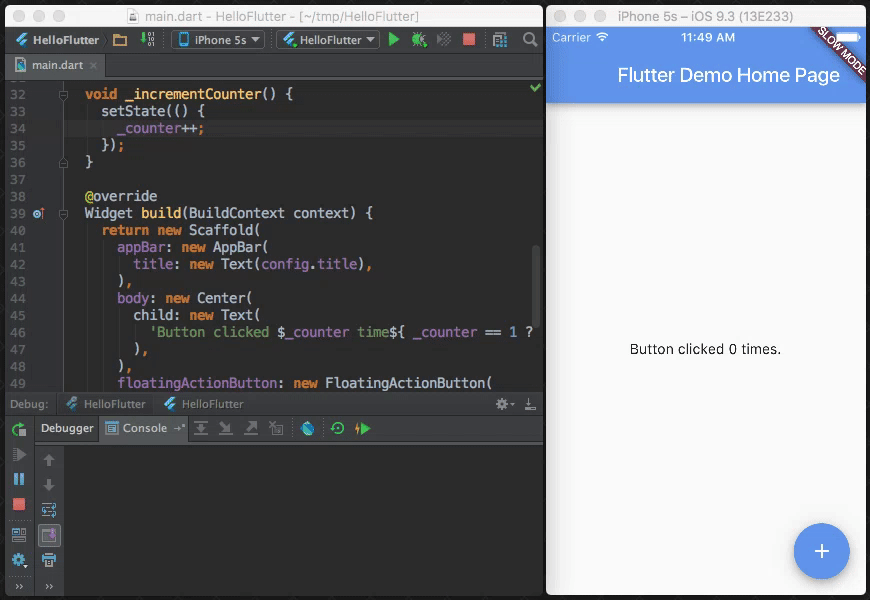 main.dart - HelloFlutter - [~/tmp/HelloFlutter]
HelloFlutter
iPhone 5s
HelloFlutter
main.dart
32 void _incrementCounter() {
33 setState(() {
34 _counter++;
35 });
36 }
37
38 @override
39 Widget build(BuildContext context) {
40 return new Scaffold(
41 appBar: new AppBar(
42 title: new Text(config.title),
43 ),
44 body: new Center(
45 child: new Text(
46 'Button clicked $_counter time${ _counter == 1 ?
47 ),
48 ),
49 floatingActionButton: new FloatingActionButton(
Debug: HelloFlutter HelloFlutter
Debugger Console
iPhone 5s – iOS 9.3 (13E233)
Carrier 11:49 AM
SLOW MODE
Flutter Demo Home Page
Button clicked 0 times.
+